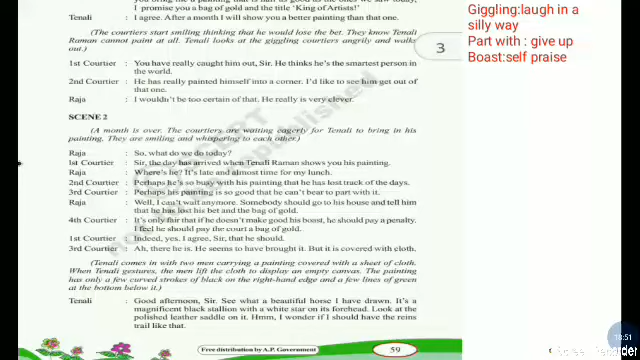 you bring me a painting that is half as good as the ones we saw today,
I promise you a bag of gold and the title 'King of Artists!'
Tenali : I agree. After a month I will show you a better painting than that one.
(The courtiers start smiling thinking that he would lose the bet. They know Tenali
Raman cannot paint at all. Tenali looks at the giggling courtiers angrily and walks
out.)
1st Courtier : You have really caught him out, Sir. He thinks he's the smartest person in
the world.
2nd Courtier : He has really painted himself into a corner. I'd like to see him get out of
that one.
Raja : I wouldn't be too certain of that. He really is very clever.
SCENE 2
(A month is over. The courtiers are waiting eagerly for Tenali to bring in his
painting. They are smiling and whispering to each other.)
Raja : So, what do we do today?
1st Courtier : Sir, the day has arrived when Tenali Raman shows you his painting.
Raja : Where's he? It's late and almost time for my lunch.
2nd Courtier : Perhaps he's so busy with his painting that he has lost track of the days.
3rd Courtier : Perhaps his painting is so good that he can't bear to part with it.
Raja : Well, I can't wait anymore. Somebody should go to his house and tell him
that he has lost his bet and the bag of gold.
4th Courtier : It's only fair that if he doesn't make good his boast, he should pay a penalty.
I feel he should pay the court a bag of gold.
1st Courtier : Indeed, yes. I agree, Sir, that he should.
3rd Courtier : Ah, there he is. He seems to have brought it. But it is covered with cloth.
(Tenali comes in with two men carrying a painting covered with a sheet of cloth.
When Tenali gestures, the men lift the cloth to display an empty canvas. The painting
has only a few curved strokes of black on the right-hand edge and a few lines of green
at the bottom below it.)
Tenali : Good afternoon, Sir. See what a beautiful horse I have drawn. It's a
magnificent black stallion with a white star on its forehead. Look at the
polished leather saddle on it. Hmm, I wonder if I should have the reins
trail like that.
Free distribution by A.P. Government
59
3
Giggling:laugh in a
silly way
Part with : give up
Boast:self praise
18:51
Screen Recorder